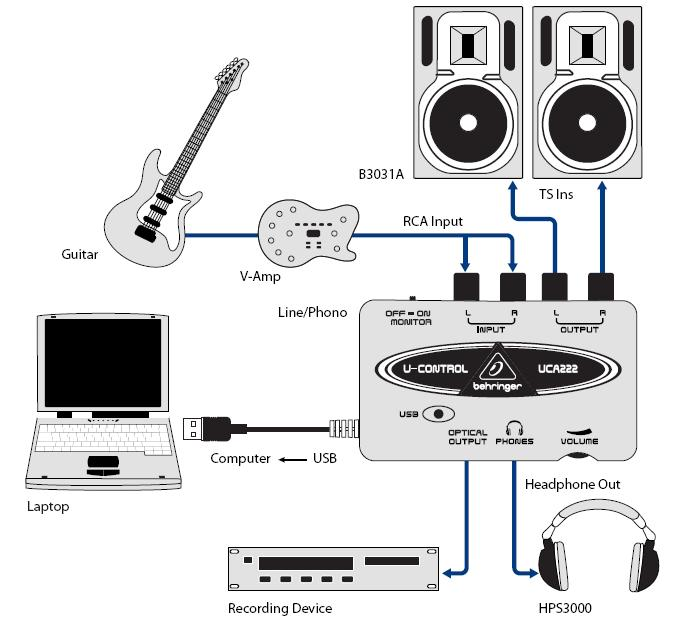 B3031A
TS Ins
RCA Input
Guitar
V-Amp
Line/Phono
OFF ON
MONITOR
L R
INPUT
L R
OUTPUT
U-CONTROL
behringer
UCA222
USB
OPTICAL
OUTPUT
PHONES
VOLUME
Computer USB
Laptop
Headphone Out
Recording Device
HPS3000